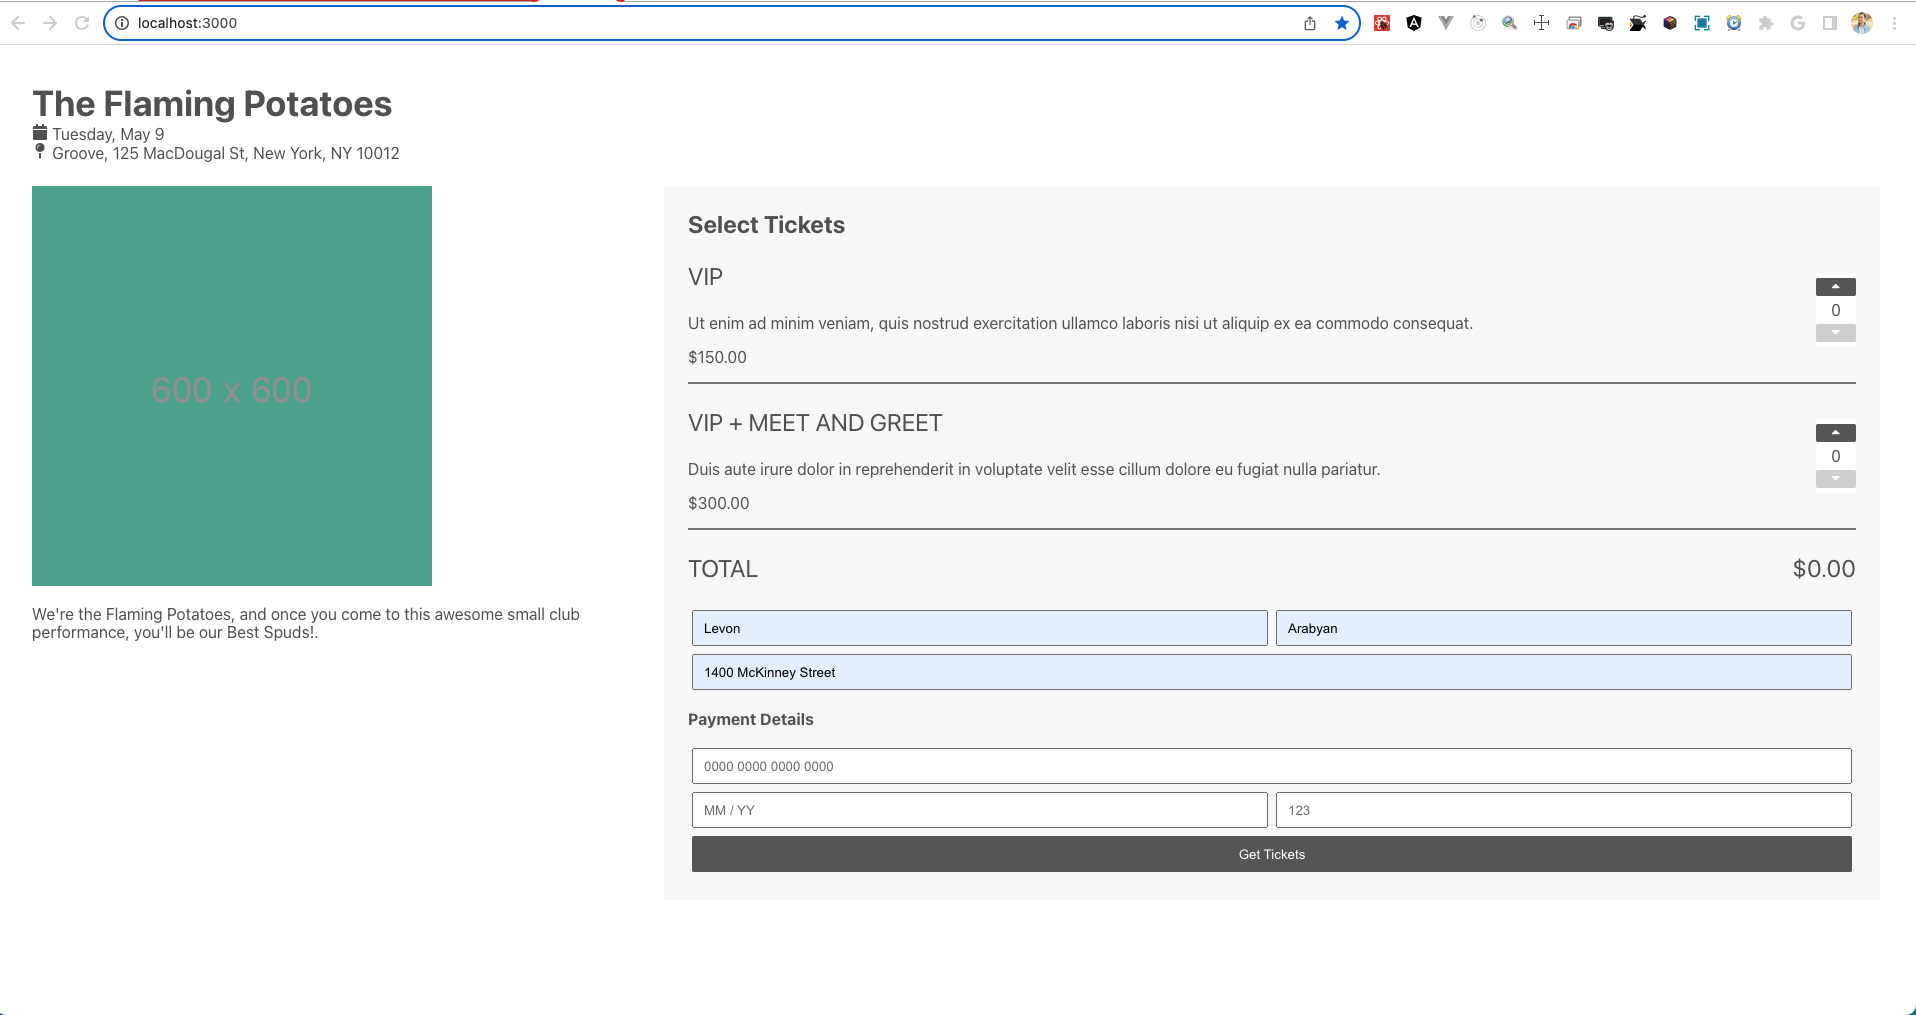 localhost:3000
The Flaming Potatoes
Tuesday, May 9
Groove, 125 MacDougal St, New York, NY 10012
600 x 600
We're the Flaming Potatoes, and once you come to this awesome small club
performance, you'll be our Best Spuds!.
Select Tickets
VIP
0
Ut enim ad minim veniam, quis nostrud exercitation ullamco laboris nisi ut aliquip ex ea commodo consequat.
$150.00
VIP + MEET AND GREET
0
Duis aute irure dolor in reprehenderit in voluptate velit esse cillum dolore eu fugiat nulla pariatur.
$300.00
TOTAL $0.00
Levon Arabyan
1400 McKinney Street
Payment Details
0000 0000 0000 0000
MM / YY 123
Get Tickets